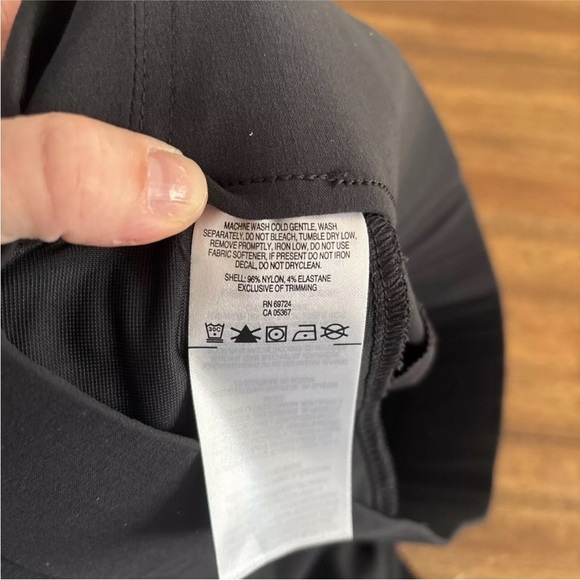 MACHINE WASH COLD GENTLE, WASH
SEPARATELY. DO NOT BLEACH, TUMBLE DRY LOW,
REMOVE PROMPTLY, IRON LOW, DO NOT USE
FABRIC SOFTENER, IF PRESENT DO NOT IRON
DECAL, DO NOT DRYCLEAN.
SHELL: 96% NYLON, 4% ELASTANE
EXCLUSIVE OF TRIMMING
RN 69724
CA 05367
30C